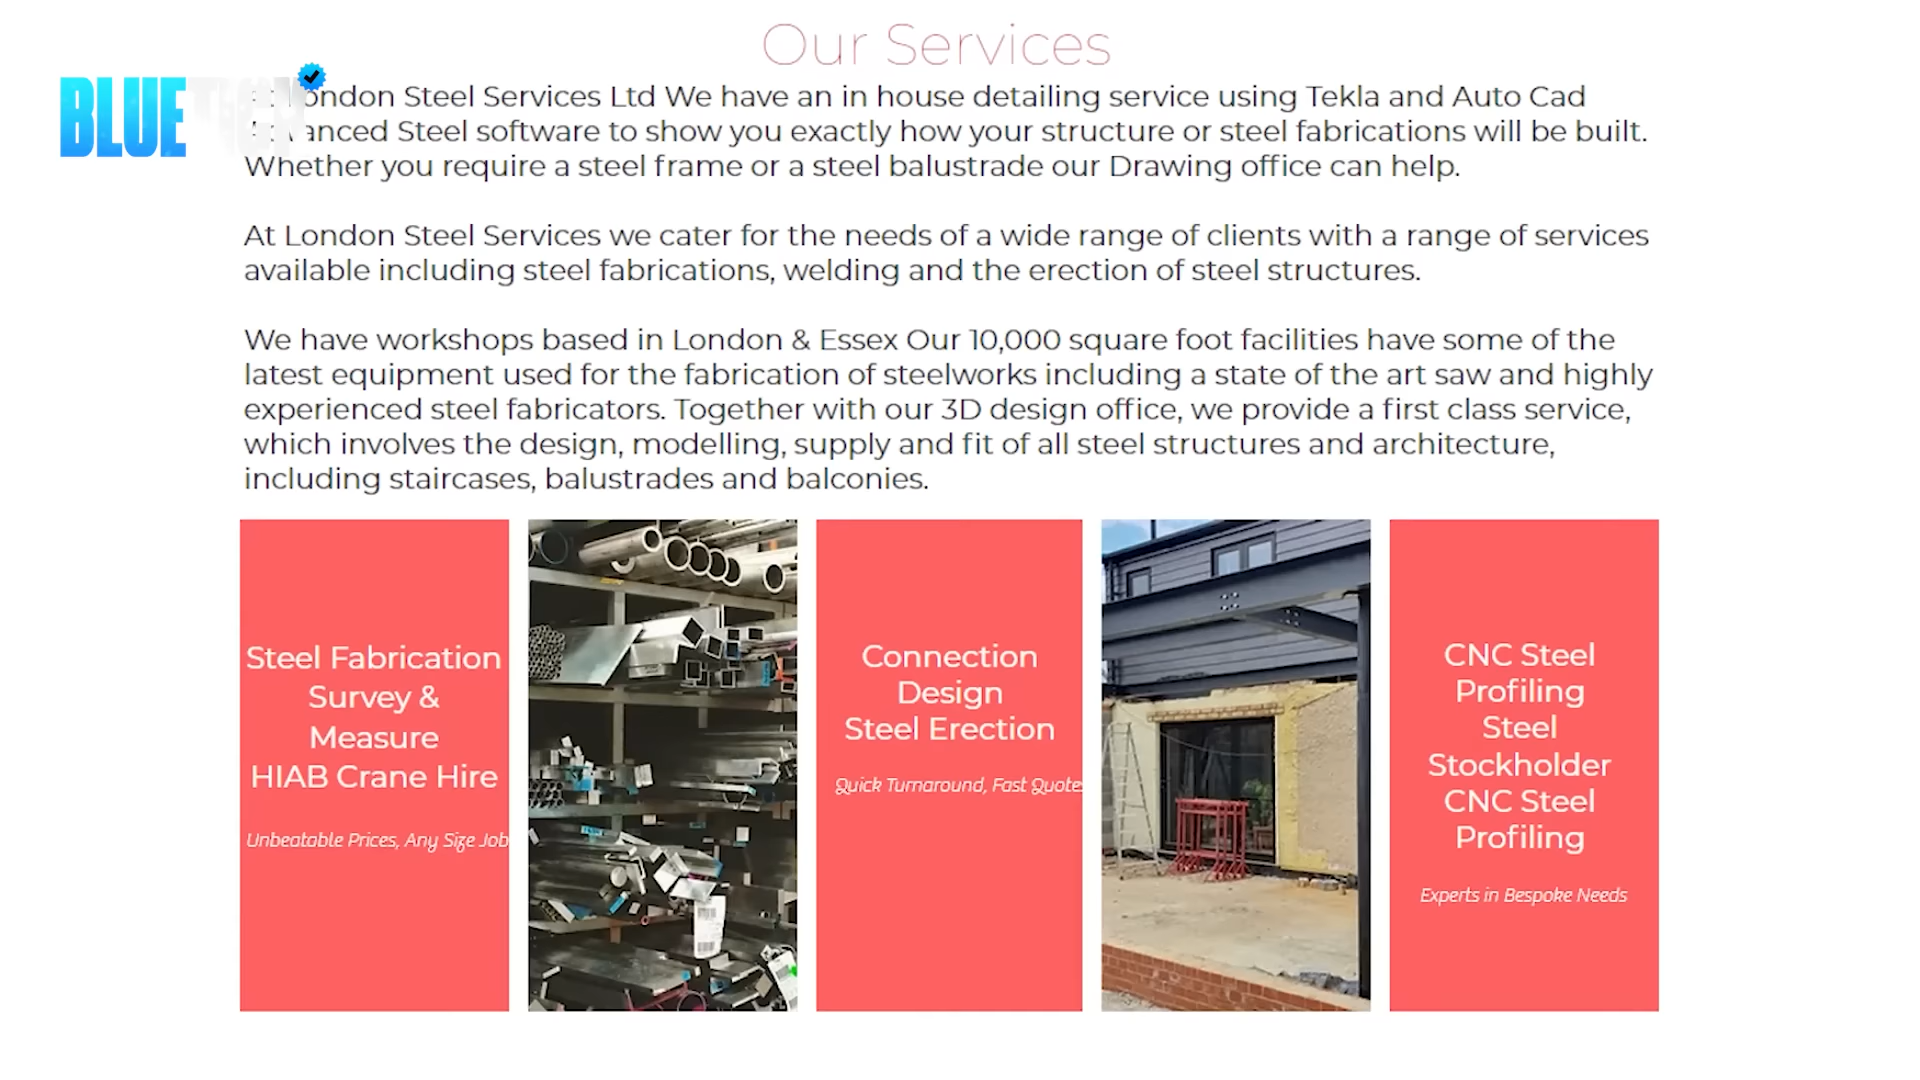 Our Services
BLUE
London Steel Services Ltd We have an in house detailing service using Tekla and Auto Cad
Advanced Steel software to show you exactly how your structure or steel fabrications will be built.
Whether you require a steel frame or a steel balustrade our Drawing office can help.
At London Steel Services we cater for the needs of a wide range of clients with a range of services
available including steel fabrications, welding and the erection of steel structures.
We have workshops based in London & Essex Our 10,000 square foot facilities have some of the
latest equipment used for the fabrication of steelworks including a state of the art saw and highly
experienced steel fabricators. Together with our 3D design office, we provide a first class service,
which involves the design, modelling, supply and fit of all steel structures and architecture,
including staircases, balustrades and balconies.
Steel Fabrication
Survey &
Measure
HIAB Crane Hire
Unbeatable Prices, Any Size Job
Connection
Design
Steel Erection
Quick Turnaround, Fast Quotes
CNC Steel
Profiling
Steel
Stockholder
CNC Steel
Profiling
Experts in Bespoke Needs